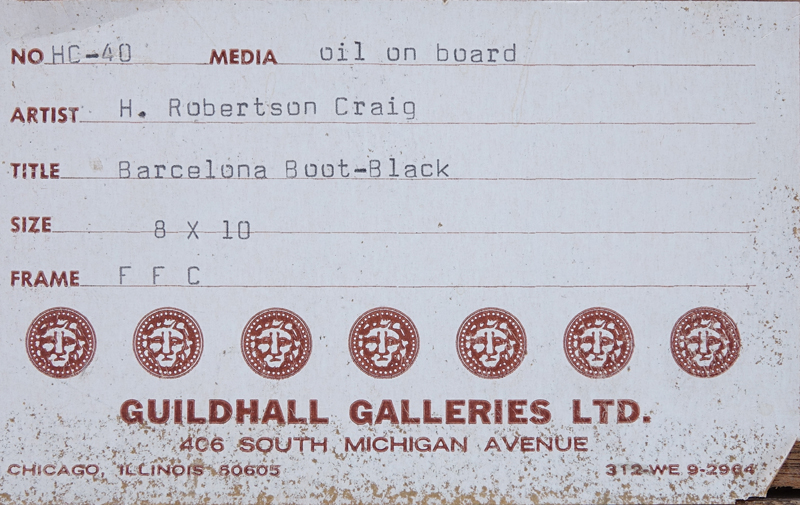 NO HC-40 MEDIA oil on board
ARTIST H. Robertson Craig
TITLE Barcelona Boot-Black
SIZE 8 X 10
FRAME F F C
GUILDHALL GALLERIES LTD.
406 SOUTH MICHIGAN AVENUE
CHICAGO, ILLINOIS 60605 312-WE 9-2964